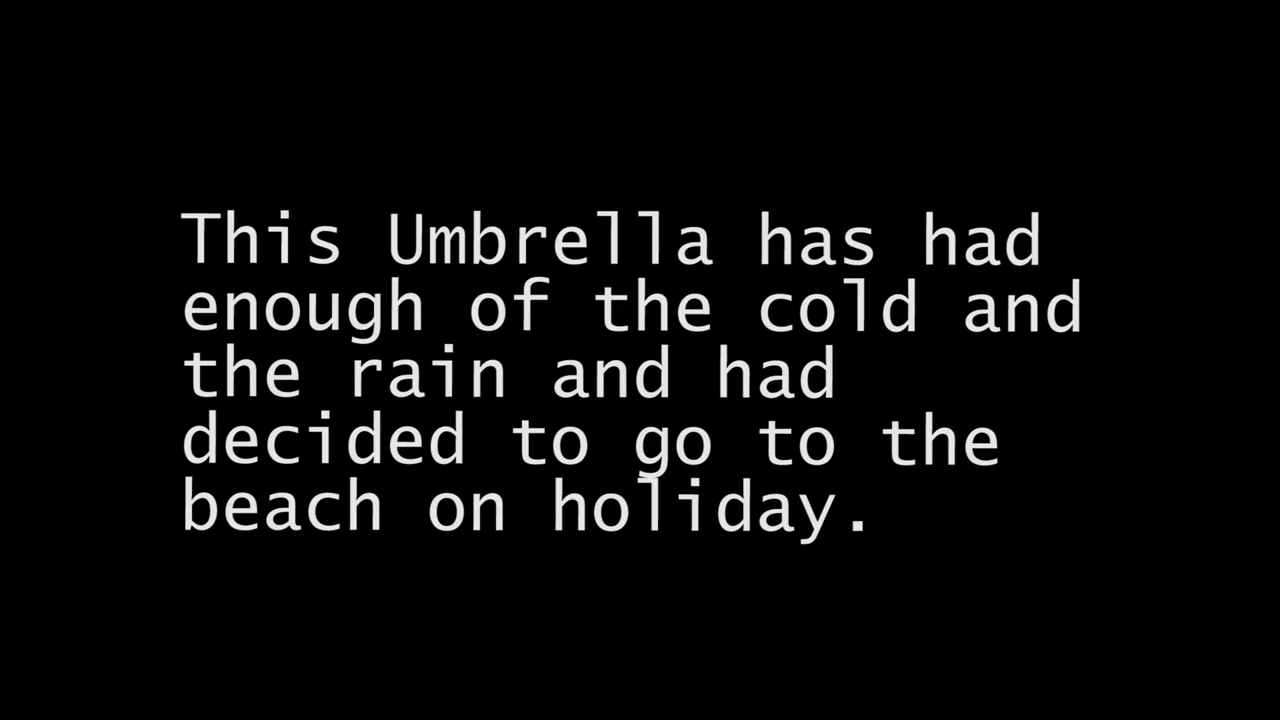 This Umbrella has had
enough of the cold and
the rain and had
decided to go to the
beach on holiday.